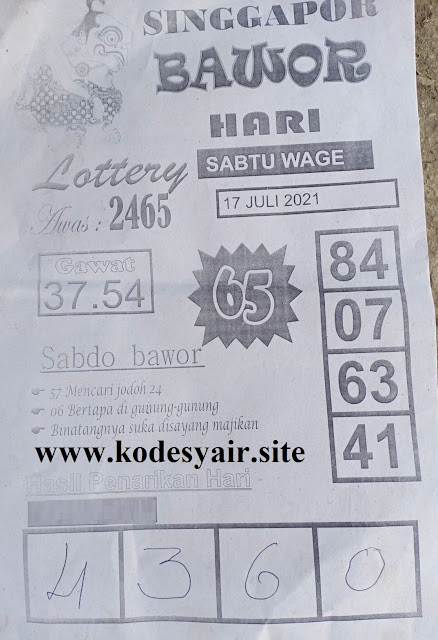 SINGGAPOR
BAWOR
HARI
Lottery
SABTU WAGE
Awas : 2465
17 JULI 2021
Gawat
37.54
65
84
07
63
41
Sabdo bawor
57 Mencari jodoh 24
06 Bertapa di gunung-gunung
Binatangnya suka disayang majikan
www.kodesyair.site
Hasil Penarikan Hari
4 3 6 0